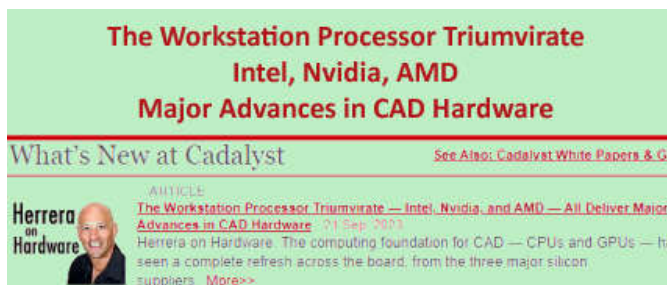 The Workstation Processor Triumvirate
Intel, Nvidia, AMD
Major Advances in CAD Hardware
What's New at Cadalyst
See Also: Cadalyst White Papers & G
ARTICLE
Herrera
on
Hardware
The Workstation Processor Triumvirate — Intel, Nvidia, and AMD — All Deliver Major
Advances in CAD Hardware 21 Sep, 2023
Herrera on Hardware: The computing foundation for CAD — CPUs and GPUs — h
seen a complete refresh across the board, from the three major silicon
suppliers. More>>